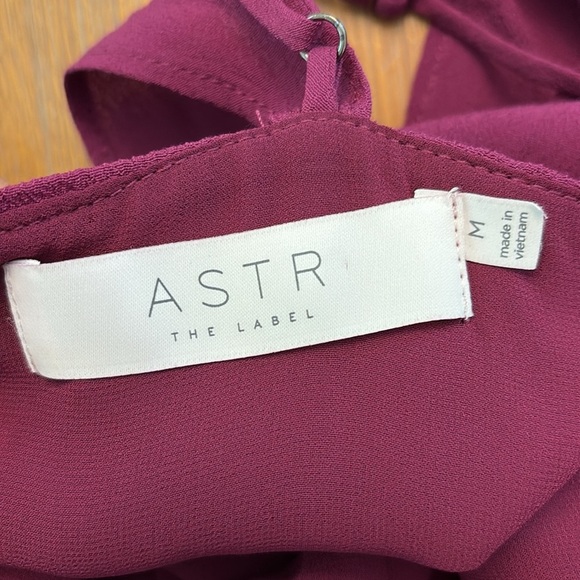 ASTR
THE LABEL
M
made in
vietnam